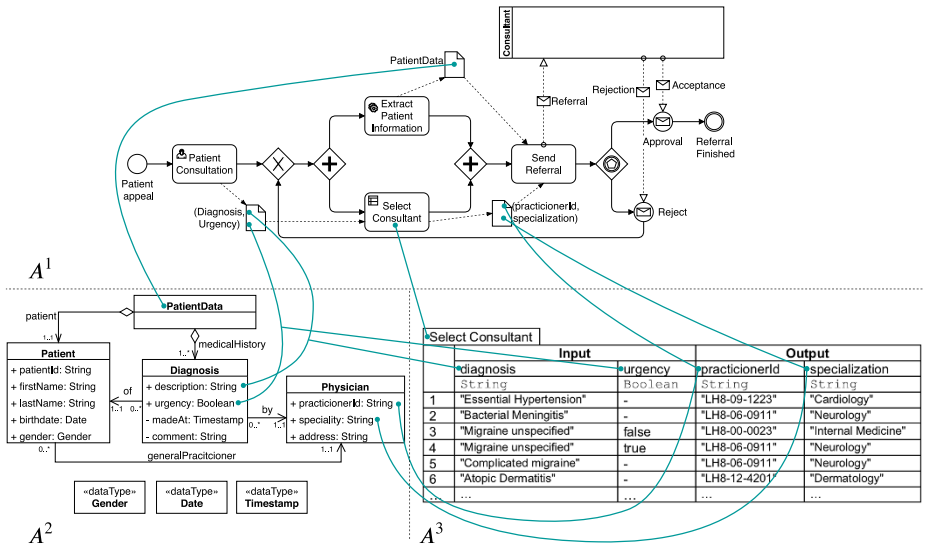 Consultant
PatientData
Referral
Rejection
Acceptance
Extract
Patient
Information
Patient
Consultation
X
Send
Referral
Approval
Referral
Finished
Patient
appeal
Select
Consultant
(Diagnosis,
Urgency)
(practicionerId,
specialization)
Reject
A1
PatientData
patient
1..1
medicalHistory
1..*
Patient
+ patientId: String
+ firstName: String
+ lastName: String
+ birthdate: Date
+ gender: Gender
of
1..1
0..*
Diagnosis
+ description: String
+ urgency: Boolean
- madeAt: Timestamp
- comment: String
by
0..*
1..1
Physician
+ practionerId: String
+ speciality: String
+ address: String
0..*
generalPracitcioner
1..1
«dataType»
Gender
«dataType»
Date
«dataType»
Timestamp
A2
Select Consultant
Input Output
diagnosis urgency practicionerId specialization
String Boolean String String
1 "Essential Hypertension" - "LH8-09-1223" "Cardiology"
2 "Bacterial Meningitis" - "LH8-06-0911" "Neurology"
3 "Migraine unspecified" false "LH8-00-0023" "Internal Medicine"
4 "Migraine unspecified" true "LH8-06-0911" "Neurology"
5 "Complicated migraine" - "LH8-06-0911" "Neurology"
6 "Atopic Dermatitis" - "LH8-12-4201" "Dermatology"
... ... ... ... ...
A3